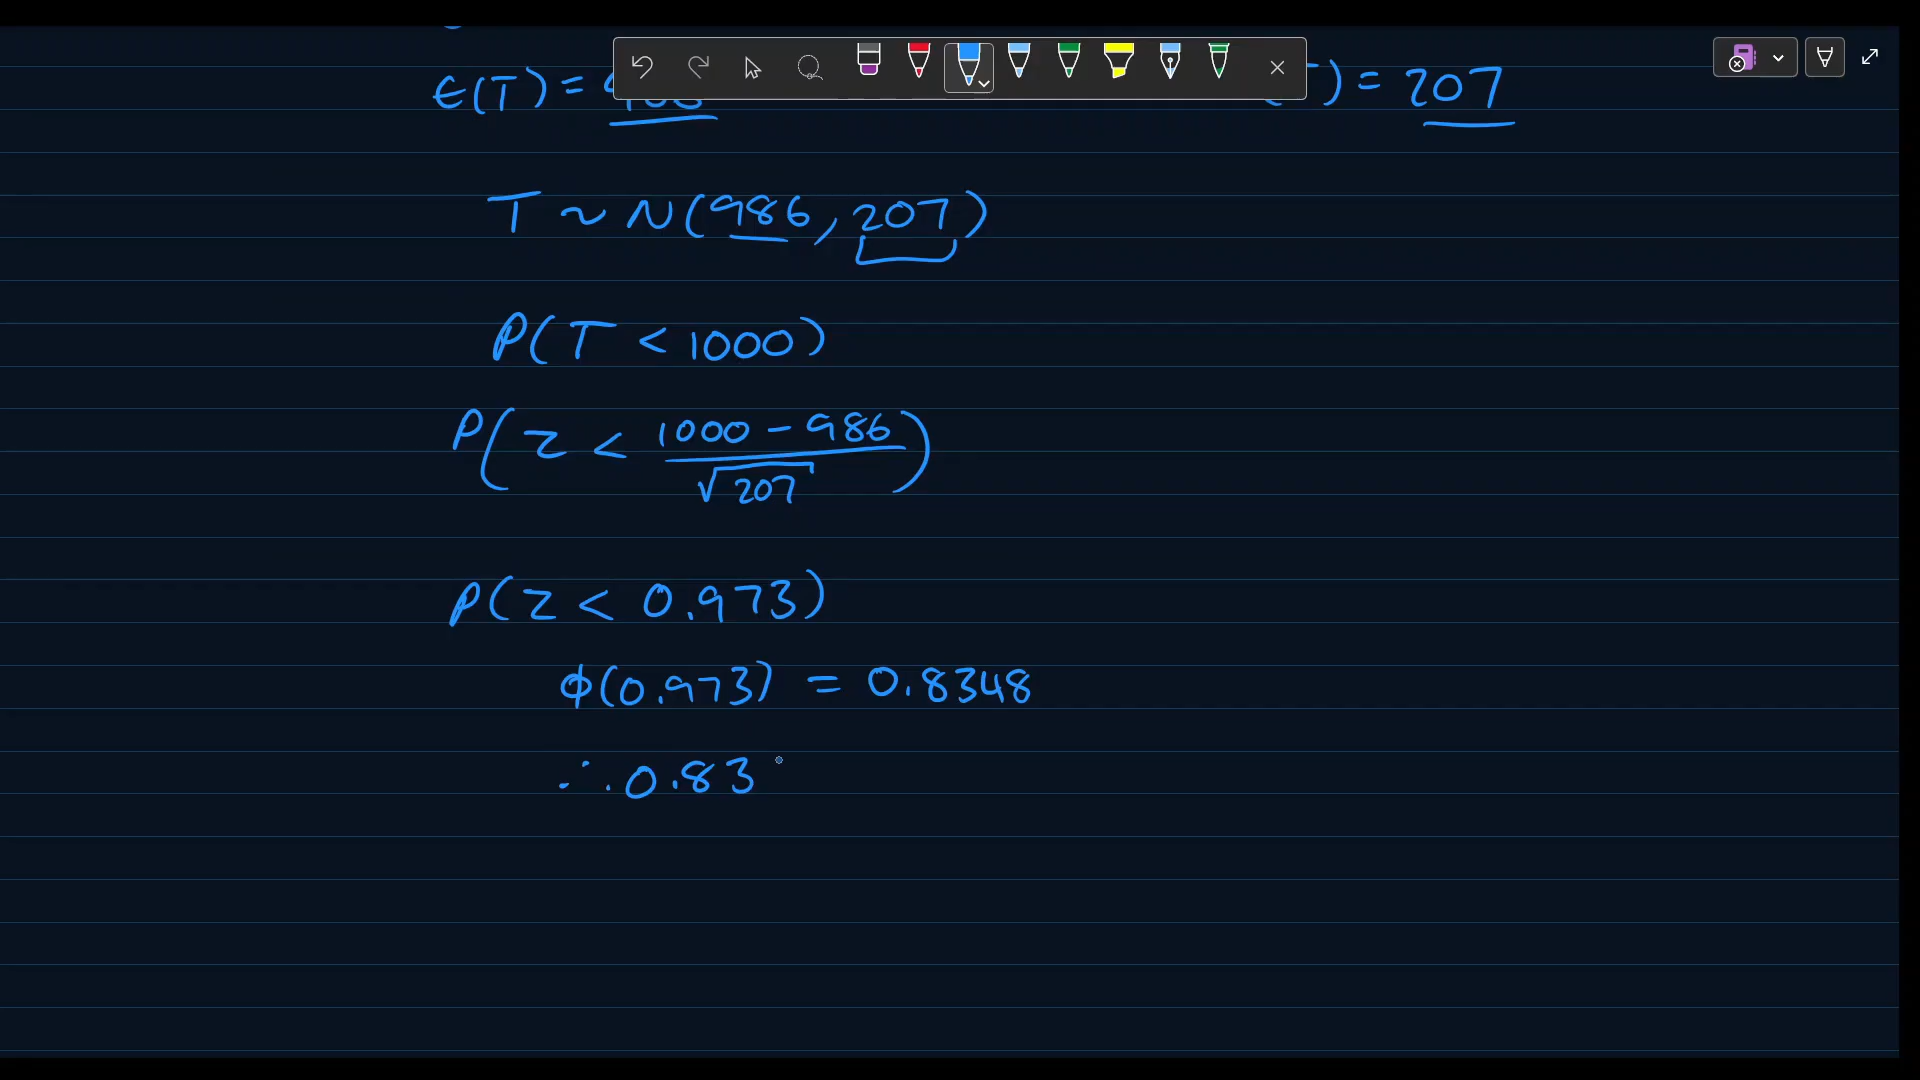 E(T) = ) = 207
T ~ N(986, 207)
P(T < 1000)
P(Z < (1000 - 986)/√207)
P(Z < 0.973)
φ(0.973) = 0.8348
∴ 0.83